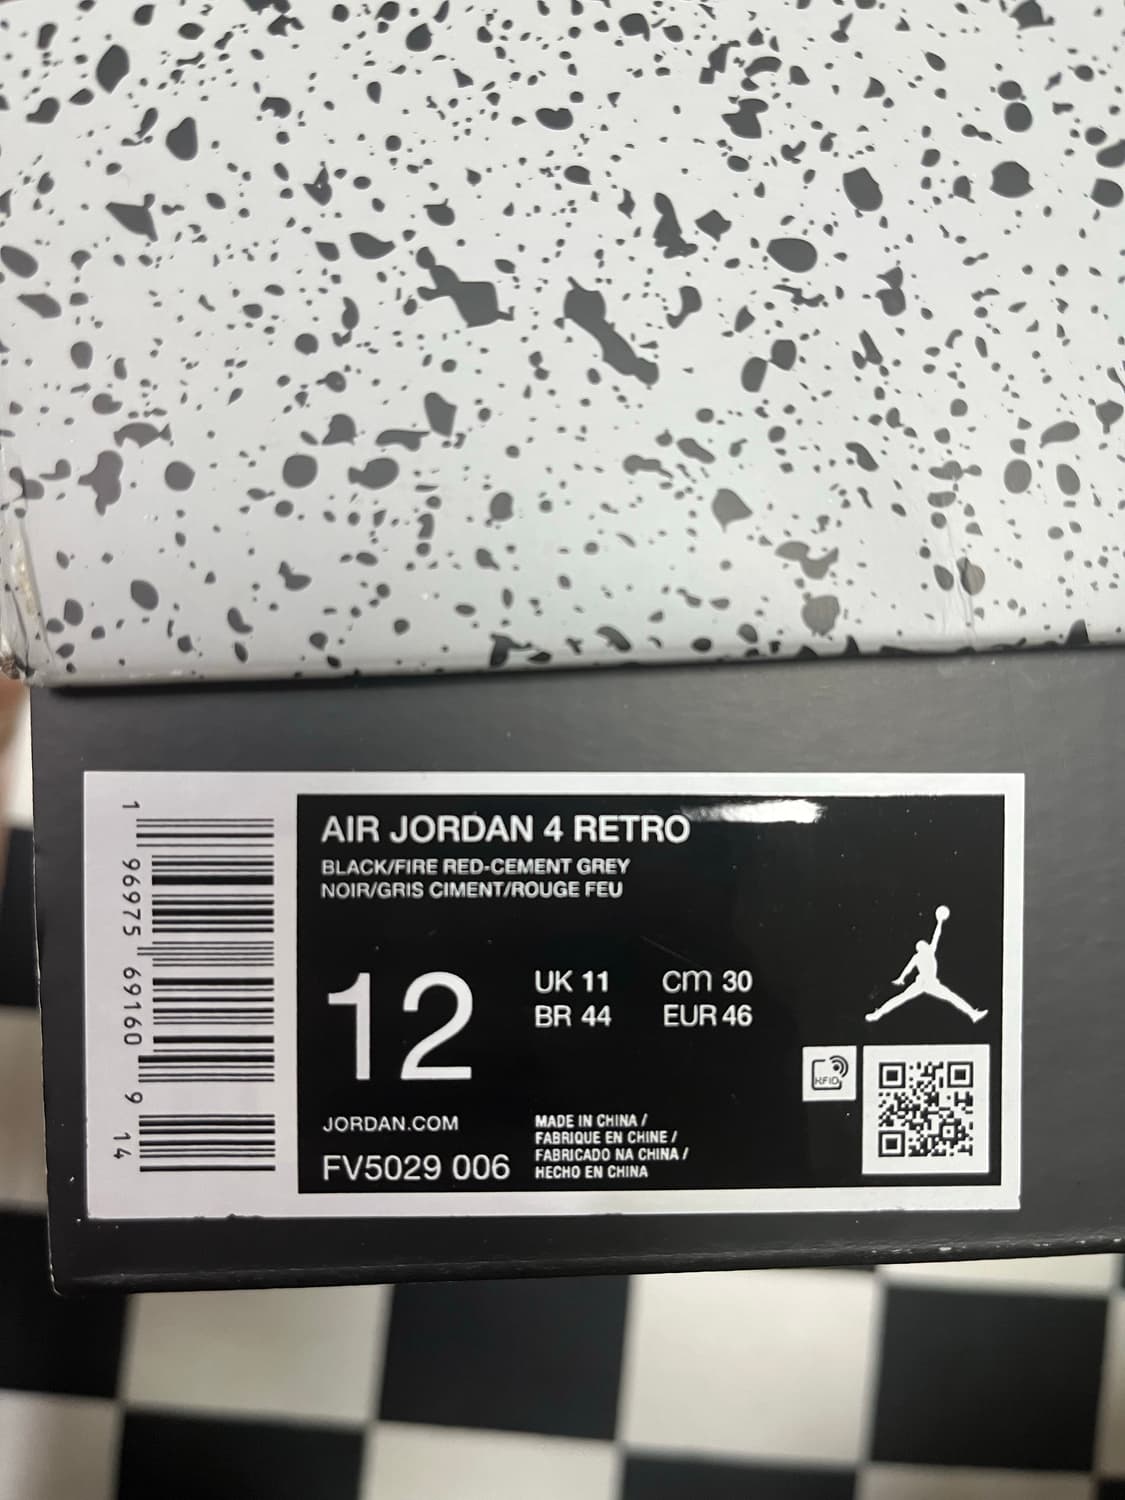 1 96975 69160 9 14
AIR JORDAN 4 RETRO
BLACK/FIRE RED-CEMENT GREY
NOIR/GRIS CIMENT/ROUGE FEU
12
UK 11 cm 30
BR 44 EUR 46
RFID
JORDAN.COM
FV5029 006
MADE IN CHINA /
FABRIQUE EN CHINE /
FABRICADO NA CHINA /
HECHO EN CHINA